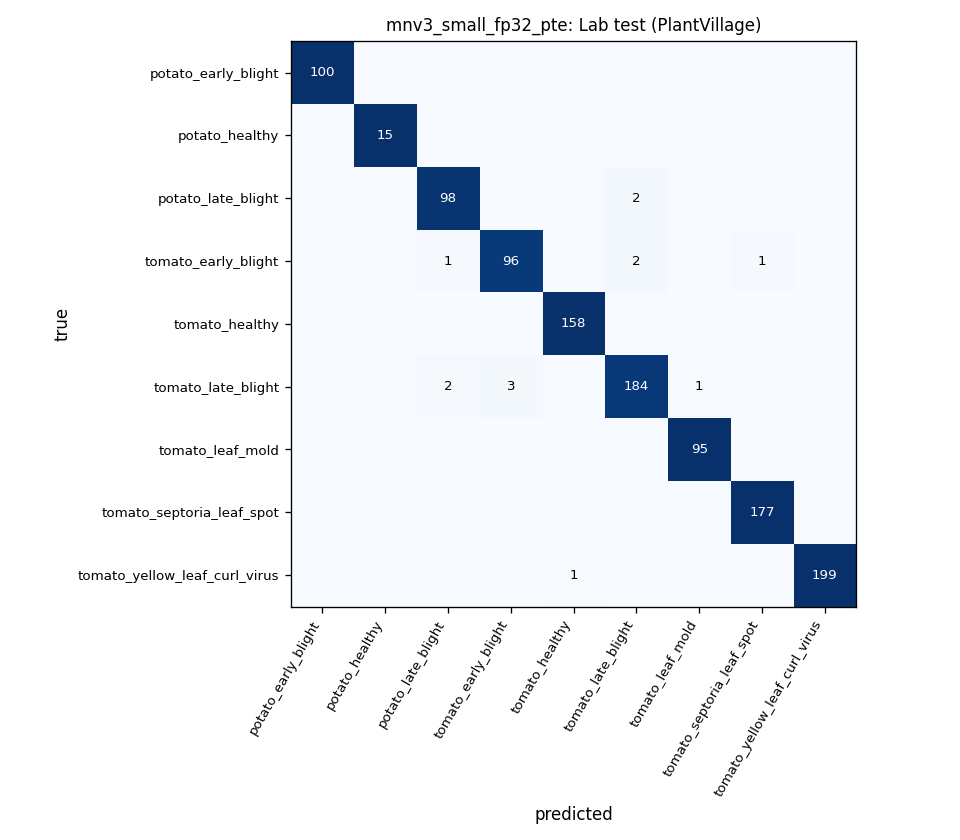 mnv3_small_fp32_pte: Lab test (PlantVillage)
potato_early_blight 100
potato_healthy 15
potato_late_blight 98 2
tomato_early_blight 1 96 2 1
true
tomato_healthy 158
tomato_late_blight 2 3 184 1
tomato_leaf_mold 95
tomato_septoria_leaf_spot 177
tomato_yellow_leaf_curl_virus 1 199
potato_early_blight
potato_healthy
potato_late_blight
tomato_early_blight
tomato_healthy
tomato_late_blight
tomato_leaf_mold
tomato_septoria_leaf_spot
tomato_yellow_leaf_curl_virus
predicted